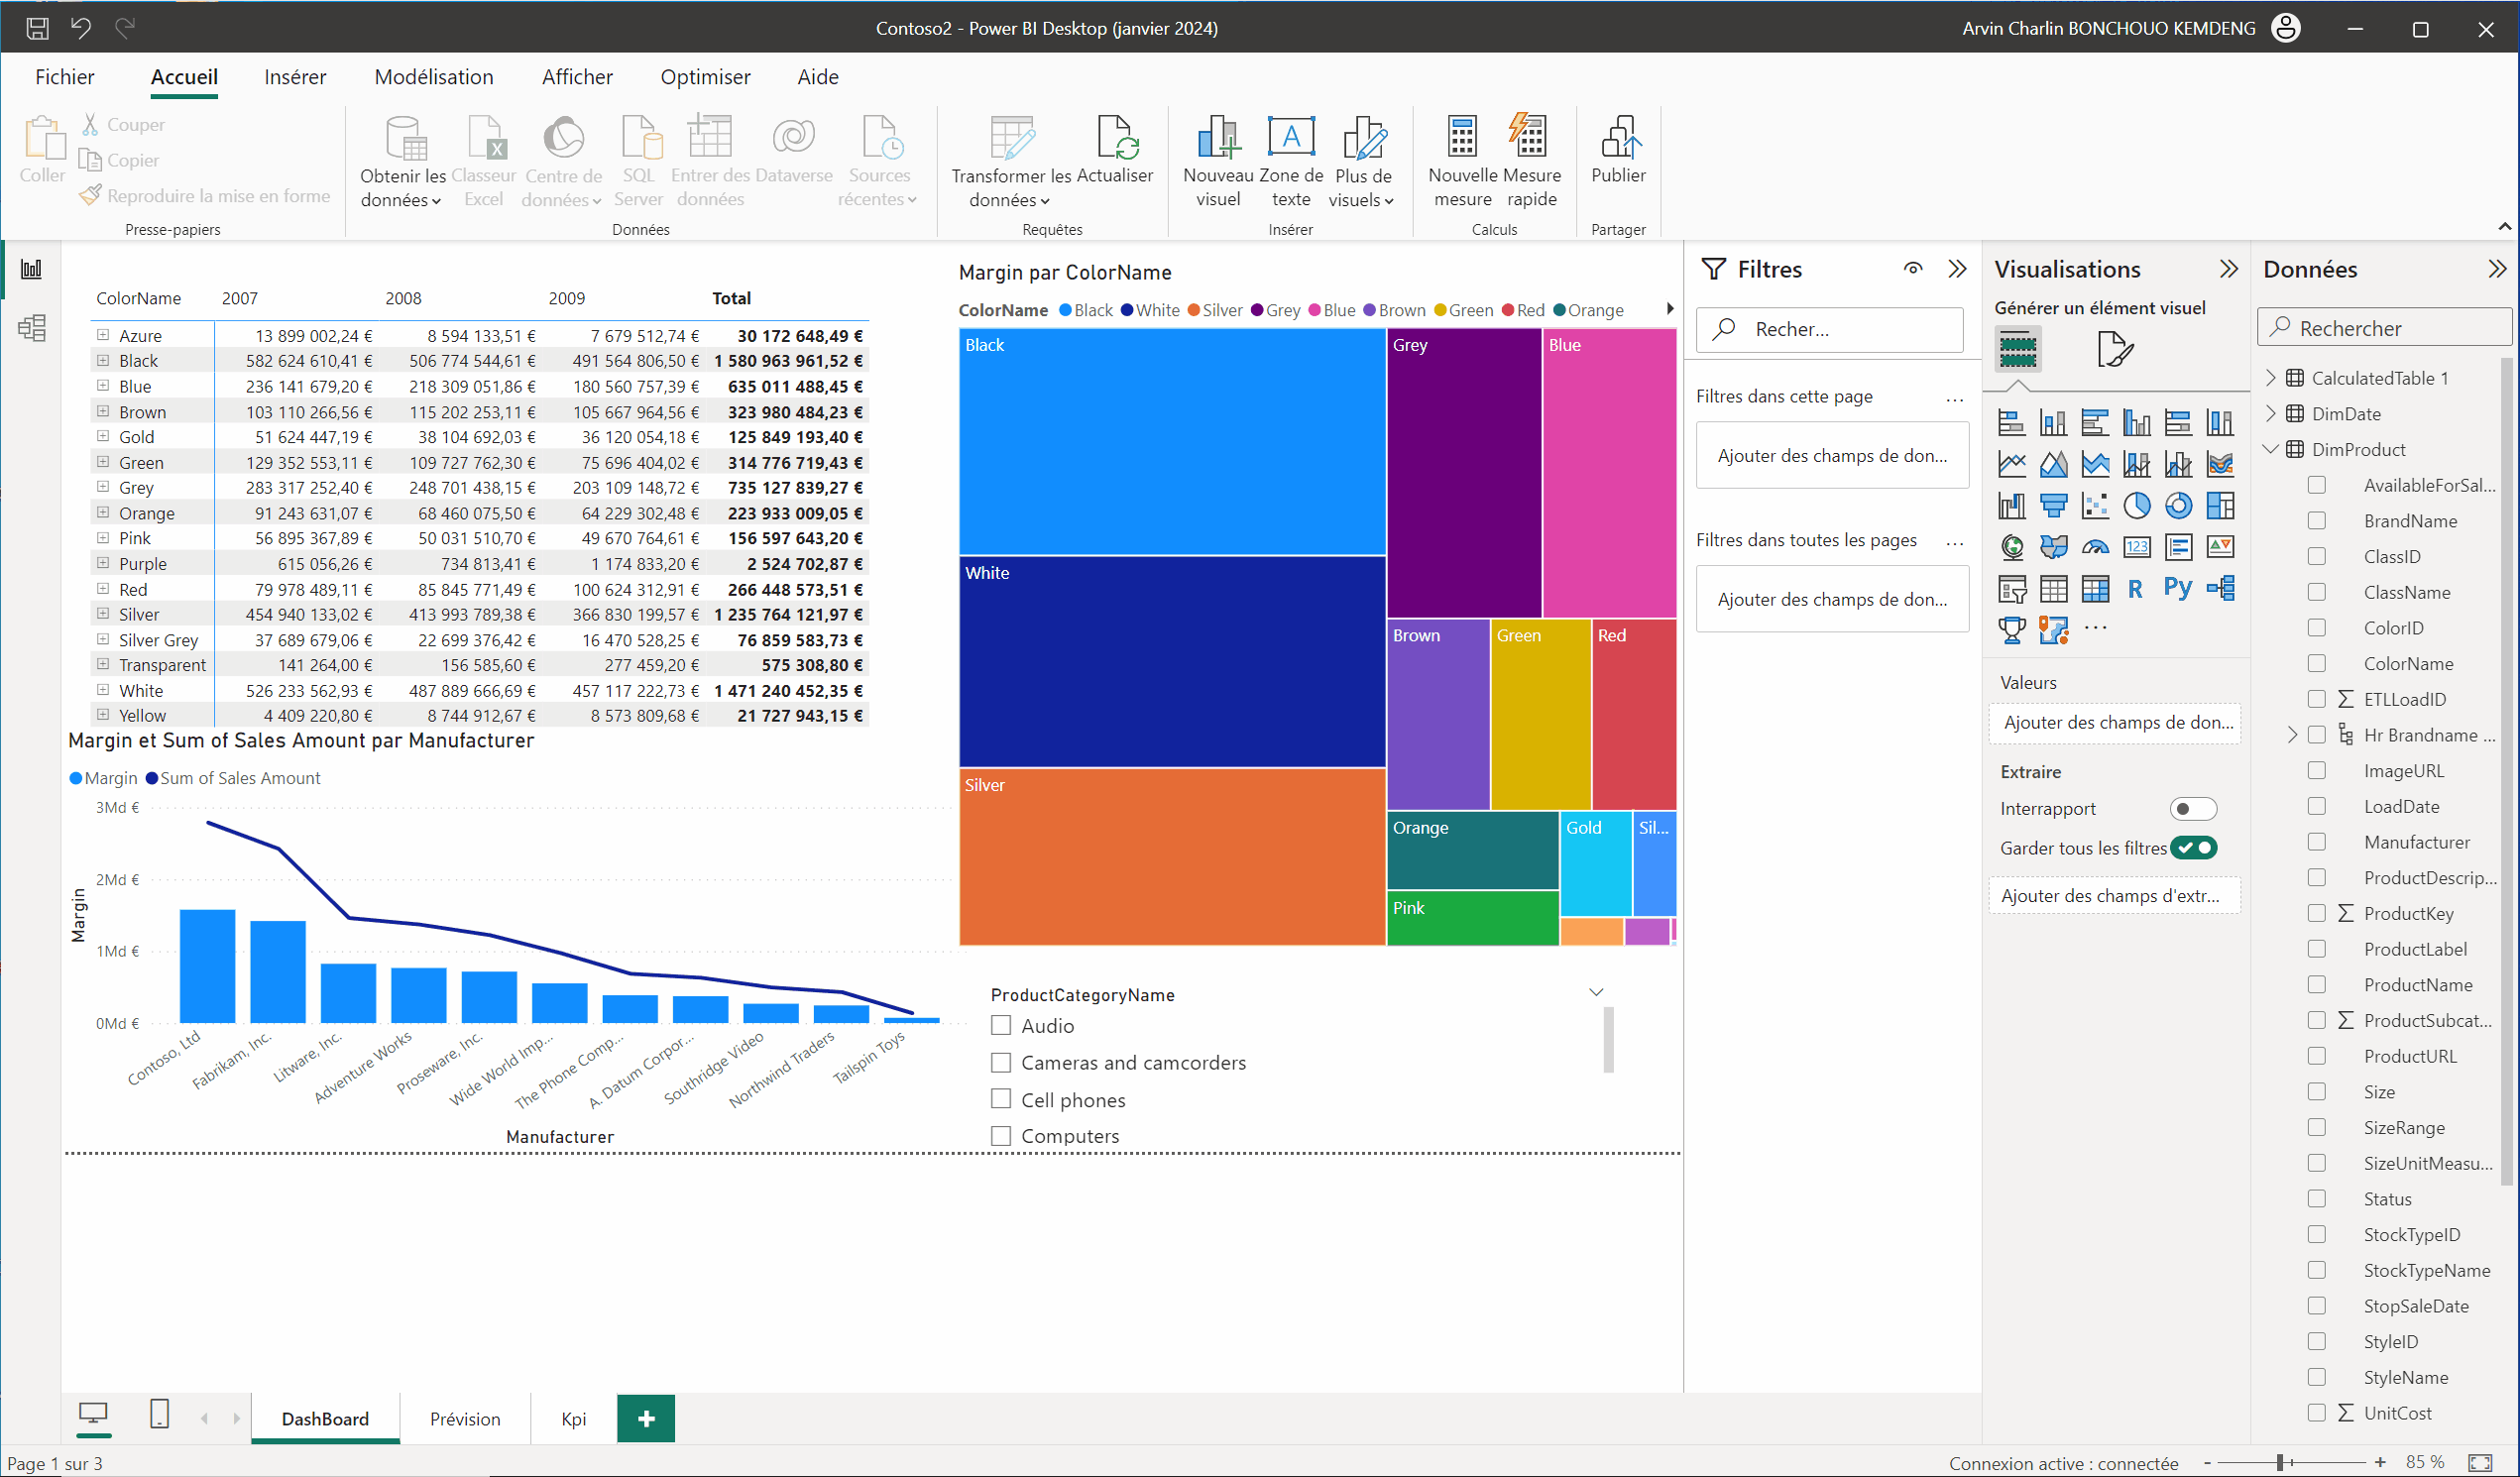 Contoso2 - Power BI Desktop (janvier 2024)
Arvin Charlin BONCHOUO KEMDENG
Fichier Accueil Insérer Modélisation Afficher Optimiser Aide
Coller
Couper
Copier
Reproduire la mise en forme
Presse-papiers
Obtenir les données
Classeur Excel
Centre de données
SQL Server
Entrer des données
Dataverse
Sources récentes
Données
Transformer les données
Actualiser
Requêtes
Nouveau visuel
Zone de texte
Plus de visuels
Insérer
Nouvelle mesure
Mesure rapide
Calculs
Publier
Partager
ColorName 2007 2008 2009 Total
Azure 13 899 002,24 € 8 594 133,51 € 7 679 512,74 € 30 172 648,49 €
Black 582 624 610,41 € 506 774 544,61 € 491 564 806,50 € 1 580 963 961,52 €
Blue 236 141 679,20 € 218 309 051,86 € 180 560 757,39 € 635 011 488,45 €
Brown 103 110 266,56 € 115 202 253,11 € 105 667 964,56 € 323 980 484,23 €
Gold 51 624 447,19 € 38 104 692,03 € 36 120 054,18 € 125 849 193,40 €
Green 129 352 553,11 € 109 727 762,30 € 75 696 404,02 € 314 776 719,43 €
Grey 283 317 252,40 € 248 701 438,15 € 203 109 148,72 € 735 127 839,27 €
Orange 91 243 631,07 € 68 460 075,50 € 64 229 302,48 € 223 933 009,05 €
Pink 56 895 367,89 € 50 031 510,70 € 49 670 764,61 € 156 597 643,20 €
Purple 615 056,26 € 734 813,41 € 1 174 833,20 € 2 524 702,87 €
Red 79 978 489,11 € 85 845 771,49 € 100 624 312,91 € 266 448 573,51 €
Silver 454 940 133,02 € 413 993 789,38 € 366 830 199,57 € 1 235 764 121,97 €
Silver Grey 37 689 679,06 € 22 699 376,42 € 16 470 528,25 € 76 859 583,73 €
Transparent 141 264,00 € 156 585,60 € 277 459,20 € 575 308,80 €
White 526 233 562,93 € 487 889 666,69 € 457 117 222,73 € 1 471 240 452,35 €
Yellow 4 409 220,80 € 8 744 912,67 € 8 573 809,68 € 21 727 943,15 €
Margin et Sum of Sales Amount par Manufacturer
Margin Sum of Sales Amount
3Md €
2Md €
1Md €
0Md €
Margin
Contoso, Ltd
Fabrikam, Inc.
Litware, Inc.
Adventure Works
Proseware, Inc.
Wide World Imp...
The Phone Comp...
A. Datum Corpor...
Southridge Video
Northwind Traders
Tailspin Toys
Manufacturer
Margin par ColorName
ColorName Black White Silver Grey Blue Brown Green Red Orange
Black
White
Silver
Grey
Blue
Brown
Green
Red
Orange
Gold
Sil...
Pink
ProductCategoryName
Audio
Cameras and camcorders
Cell phones
Computers
Filtres
Recher...
Filtres dans cette page ...
Ajouter des champs de don...
Filtres dans toutes les pages ...
Ajouter des champs de don...
Visualisations
Générer un élément visuel
123
R Py
...
Valeurs
Ajouter des champs de don...
Extraire
Interrapport
Garder tous les filtres
Ajouter des champs d'extr...
Données
Rechercher
CalculatedTable 1
DimDate
DimProduct
AvailableForSal...
BrandName
ClassID
ClassName
ColorID
ColorName
ETLLoadID
Hr Brandname ...
ImageURL
LoadDate
Manufacturer
ProductDescrip...
ProductKey
ProductLabel
ProductName
ProductSubcat...
ProductURL
Size
SizeRange
SizeUnitMeasu...
Status
StockTypeID
StockTypeName
StopSaleDate
StyleID
StyleName
UnitCost
DashBoard Prévision Kpi +
Page 1 sur 3
Connexion active : connectée - + 85 %